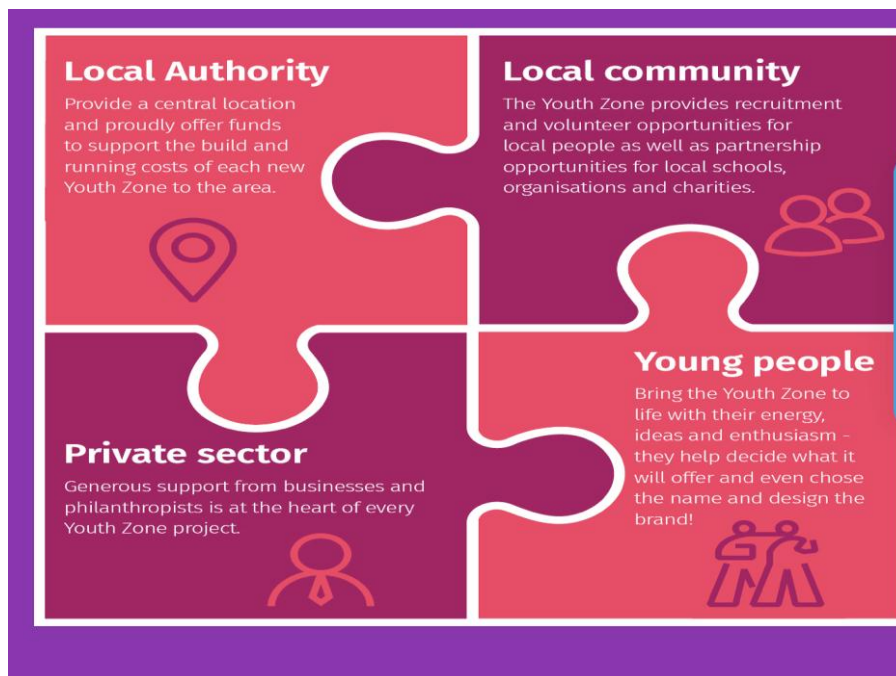 Local Authority
Provide a central location
and proudly offer funds
to support the build and
running costs of each new
Youth Zone to the area.
Local community
The Youth Zone provides recruitment
and volunteer opportunities for
local people as well as partnership
opportunities for local schools,
organisations and charities.
Private sector
Generous support from businesses and
philanthropists is at the heart of every
Youth Zone project.
Young people
Bring the Youth Zone to
life with their energy,
ideas and enthusiasm -
they help decide what it
will offer and even chose
the name and design the
brand!